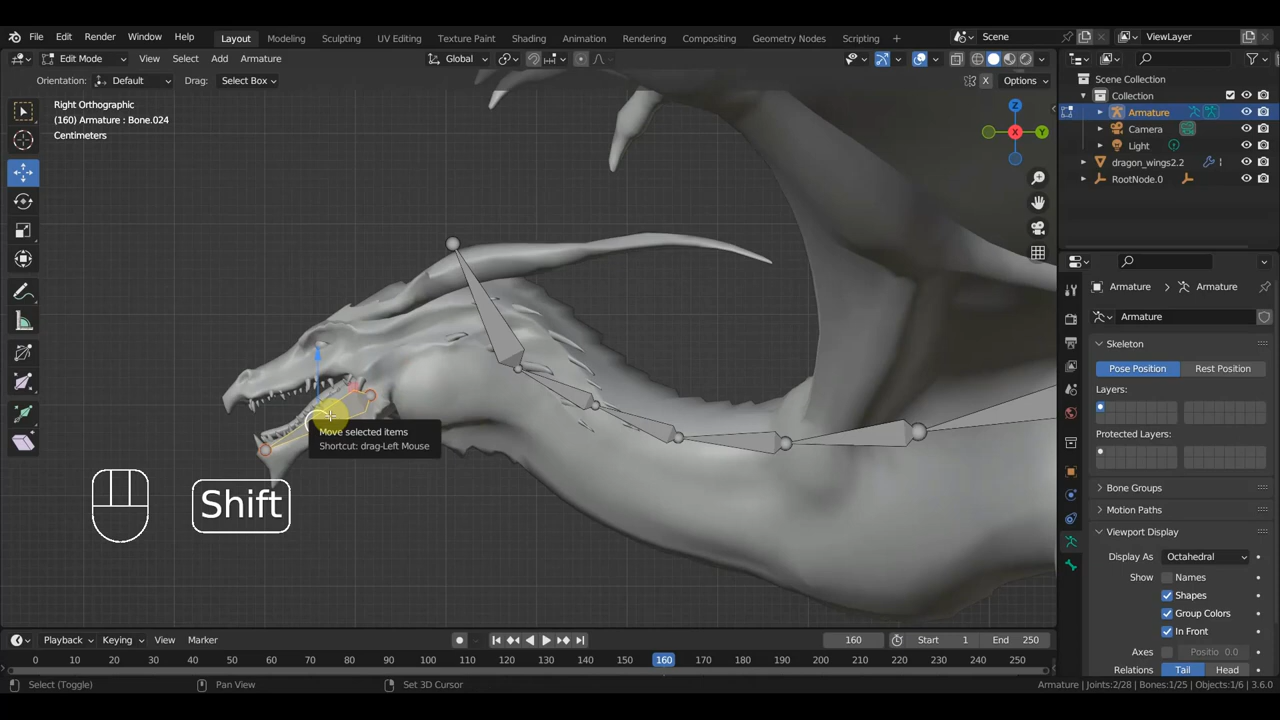 File Edit Render Window Help Layout Modeling Sculpting UV Editing Texture Paint Shading Animation Rendering Compositing Geometry Nodes Scripting + Scene ViewLayer
Edit Mode View Select Add Armature Global
Orientation: Default Drag: Select Box X Options
Right Orthographic
(160) Armature : Bone.024
Centimeters
Z
Y
X
Move selected items
Shortcut: drag-Left Mouse
Shift
Scene Collection
Collection
Armature
Camera
Light
dragon_wings2.2
RootNode.0
Armature Armature
Armature
Skeleton
Pose Position Rest Position
Layers:
Protected Layers:
Bone Groups
Motion Paths
Viewport Display
Display As Octahedral
Show Names
Shapes
Group Colors
In Front
Axes Positio 0.0
Relations Tail Head
Playback Keying View Marker 160 Start 1 End 250
0 10 20 30 40 50 60 70 80 90 100 110 120 130 140 150 160 170 180 190 200 210 220 230 240 250
Select (Toggle) Pan View Set 3D Cursor Armature | Joints:2/28 | Bones:1/25 | Objects:1/6 | 3.6.0